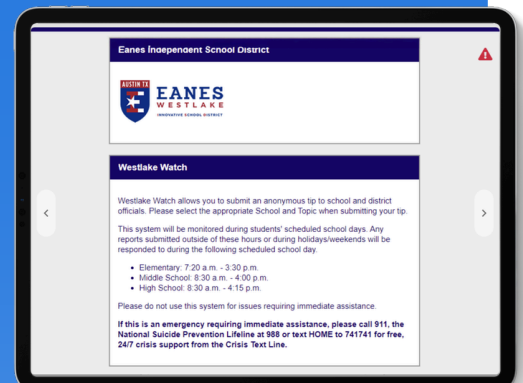 Eanes Independent School District
AUSTIN TX
E
EANES
WESTLAKE
INNOVATIVE SCHOOL DISTRICT
Westlake Watch
Westlake Watch allows you to submit an anonymous tip to school and district
officials. Please select the appropriate School and Topic when submitting your tip.
This system will be monitored during students' scheduled school days. Any
reports submitted outside of these hours or during holidays/weekends will be
responded to during the following scheduled school day.
• Elementary: 7:20 a.m. - 3:30 p.m.
• Middle School: 8:30 a.m. - 4:00 p.m.
• High School: 8:30 a.m. - 4:15 p.m.
Please do not use this system for issues requiring immediate assistance.
If this is an emergency requiring immediate assistance, please call 911, the
National Suicide Prevention Lifeline at 988 or text HOME to 741741 for free,
24/7 crisis support from the Crisis Text Line.